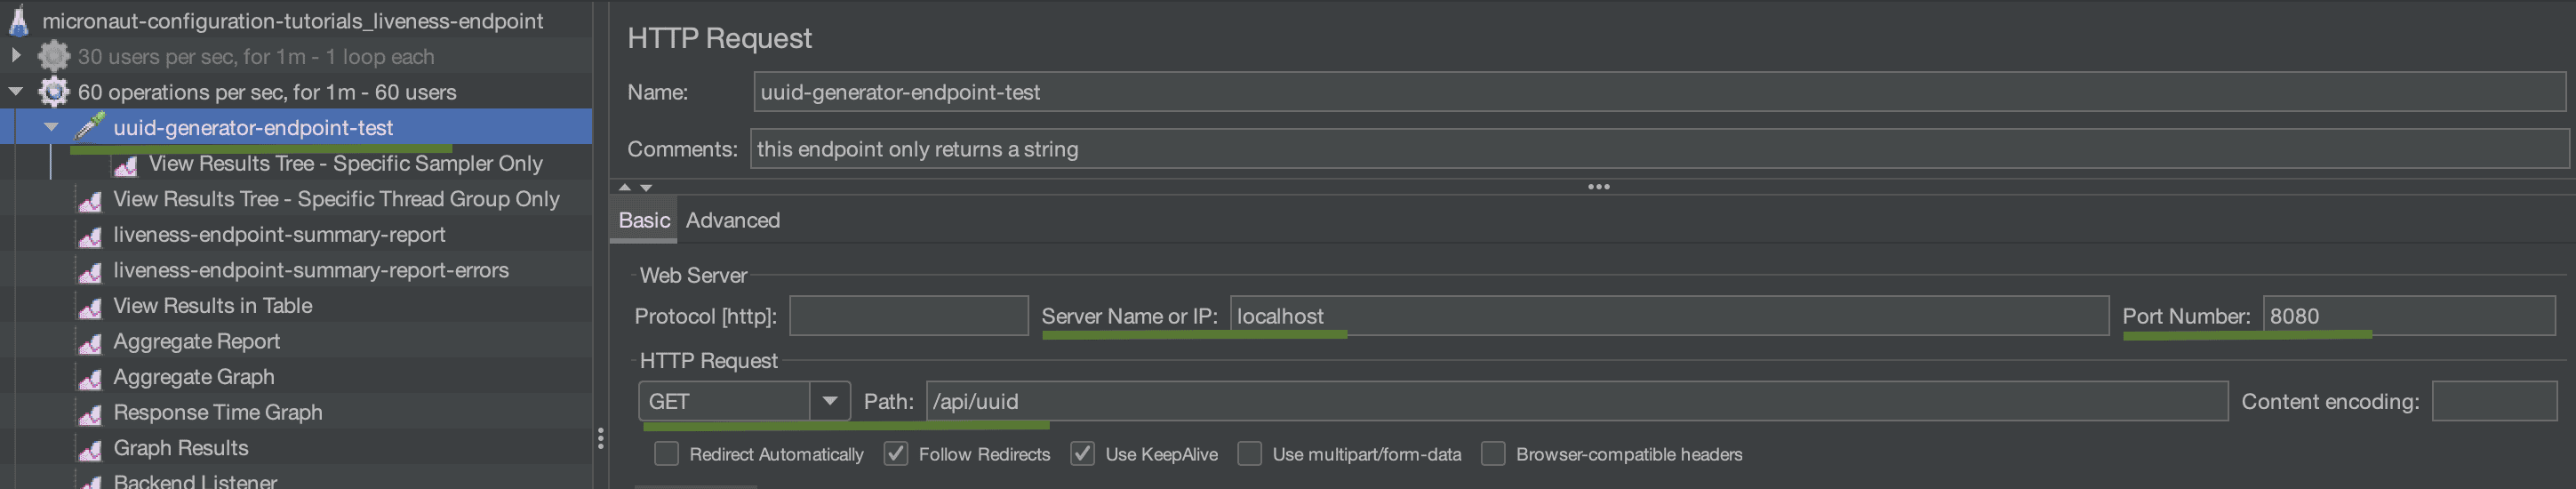 micronaut-configuration-tutorials_liveness-endpoint
30 users per sec, for 1m - 1 loop each
60 operations per sec, for 1m - 60 users
uuid-generator-endpoint-test
View Results Tree - Specific Sampler Only
View Results Tree - Specific Thread Group Only
liveness-endpoint-summary-report
liveness-endpoint-summary-report-errors
View Results in Table
Aggregate Report
Aggregate Graph
Response Time Graph
Graph Results
Backend Listener
HTTP Request
Name: uuid-generator-endpoint-test
Comments: this endpoint only returns a string
Basic Advanced
Web Server
Protocol [http]: Server Name or IP: localhost Port Number: 8080
HTTP Request
GET Path: /api/uuid Content encoding:
Redirect Automatically Follow Redirects Use KeepAlive Use multipart/form-data Browser-compatible headers